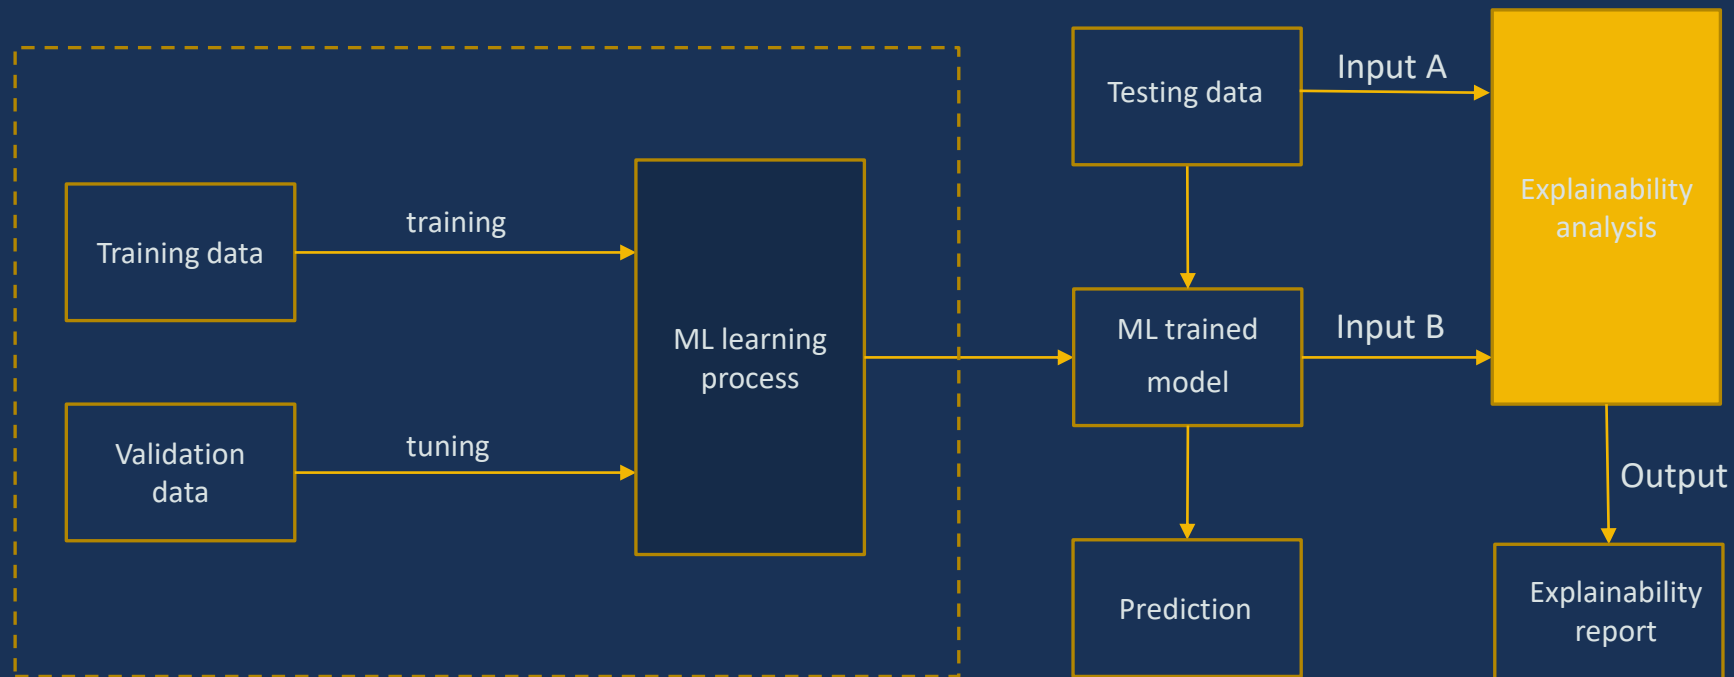 Training data
training
Validation
data
tuning
ML learning
process
Testing data
Input A
ML trained
model
Input B
Prediction
Explainability
analysis
Output
Explainability
report